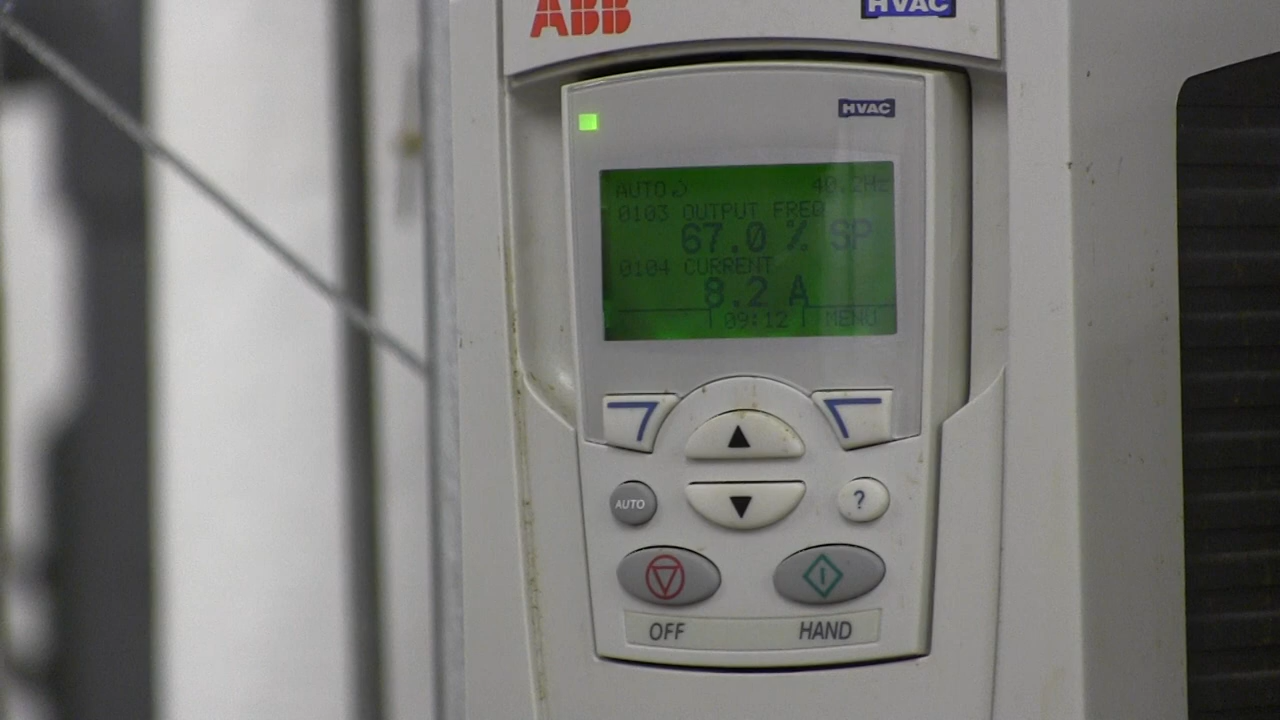 ABB HVAC
HVAC
AUTO 40.2Hz
0103 OUTPUT FREQ
67.0 % SP
0104 CURRENT
8.2 A
09:12 MENU
AUTO ?
OFF HAND